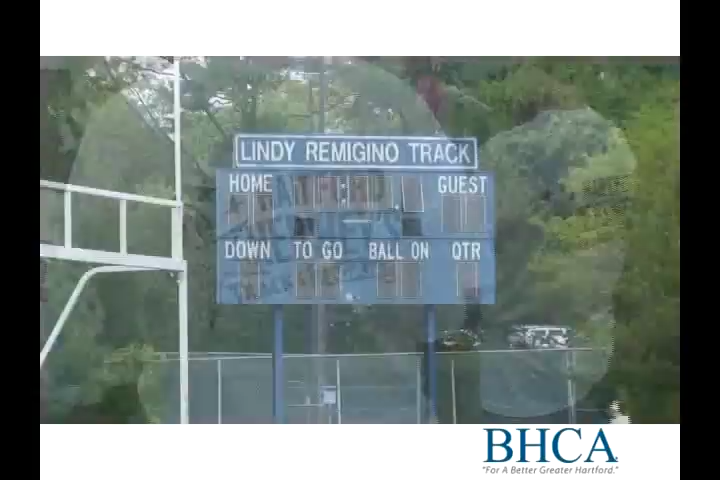 LINDY REMIGINO TRACK
HOME GUEST
DOWN TO GO BALL ON QTR
BHCA
"For A Better Greater Hartford."